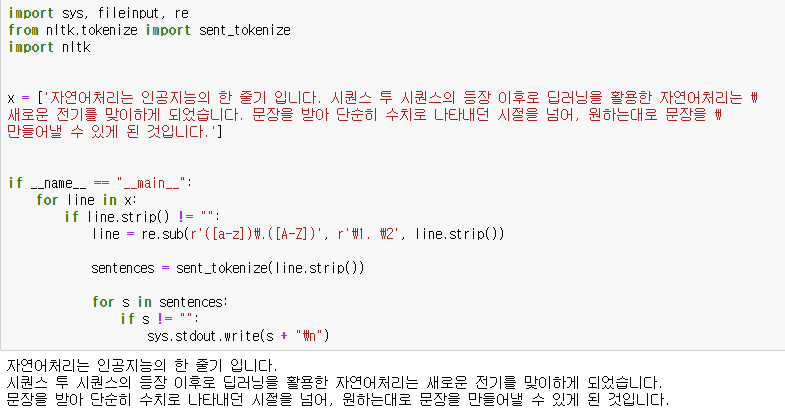 import sys, fileinput, re
from nltk.tokenize import sent_tokenize
import nltk
x = ['자연어처리는 인공지능의 한 줄기 입니다. 시퀀스 투 시퀀스의 등장 이후로 딥러닝을 활용한 자연어처리는 ₩
새로운 전기를 맞이하게 되었습니다. 문장을 받아 단순히 수치로 나타내던 시절을 넘어, 원하는대로 문장을 ₩
만들어낼 수 있게 된 것입니다.']
if __name__ == "__main__":
    for line in x:
        if line.strip() != "":
            line = re.sub(r'([a-z])₩.([A-Z])', r'₩1. ₩2', line.strip())
            sentences = sent_tokenize(line.strip())
            for s in sentences:
                if s != "":
                    sys.stdout.write(s + "₩n")
자연어처리는 인공지능의 한 줄기 입니다.
시퀀스 투 시퀀스의 등장 이후로 딥러닝을 활용한 자연어처리는 새로운 전기를 맞이하게 되었습니다.
문장을 받아 단순히 수치로 나타내던 시절을 넘어, 원하는대로 문장을 만들어낼 수 있게 된 것입니다.